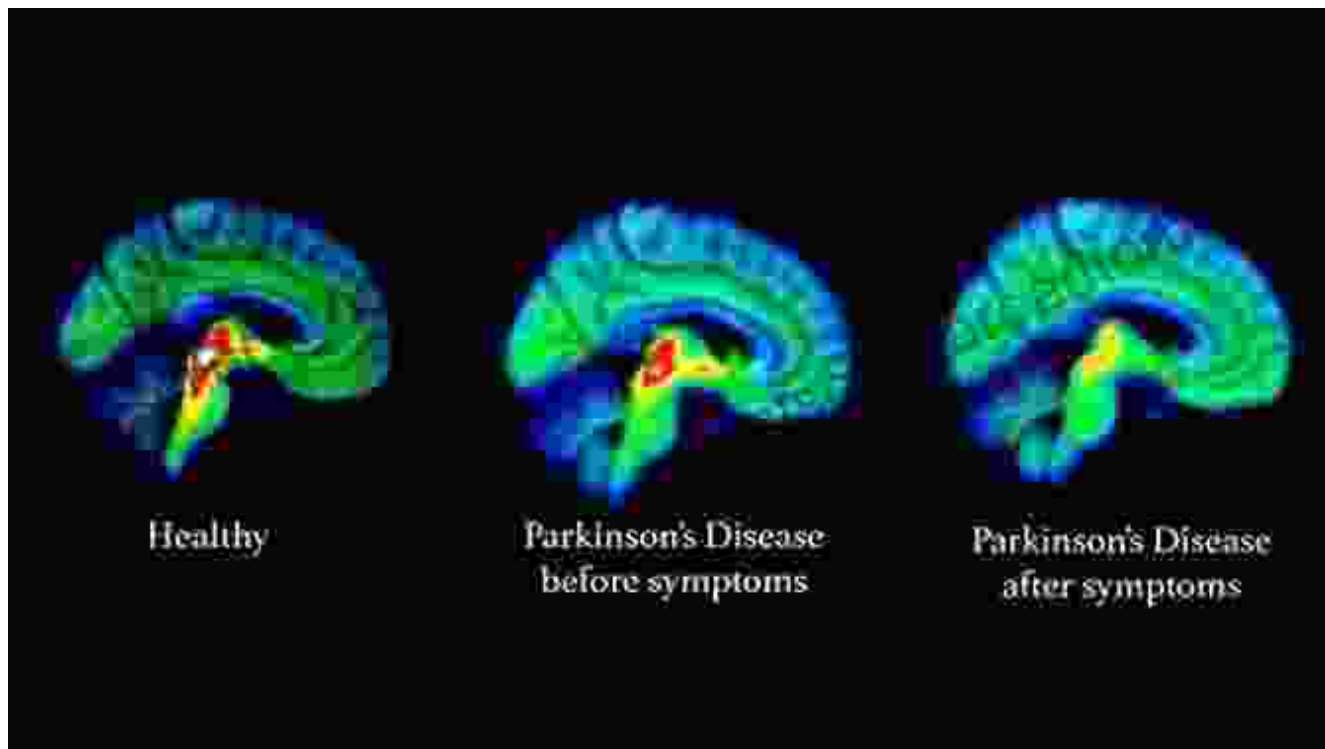 Healthy
Parkinson's Disease
before symptoms
Parkinson's Disease
after symptoms